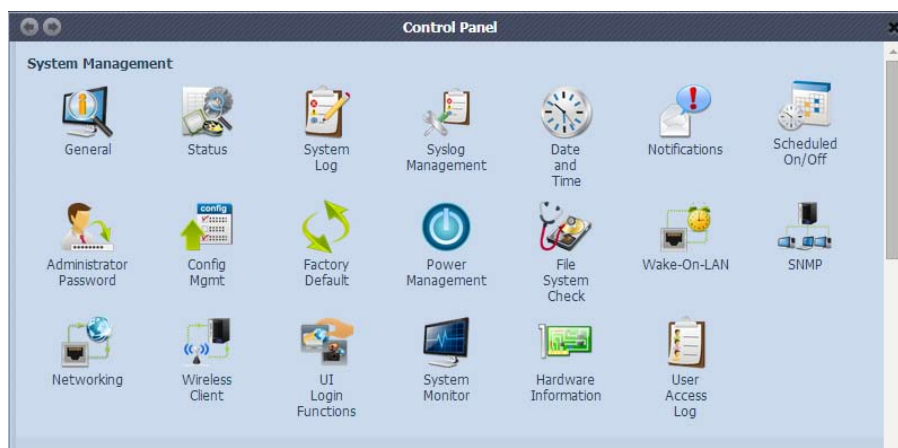 Control Panel
System Management
General
Status
System
Log
Syslog
Management
Date
and
Time
Notifications
Scheduled
On/Off
Administrator
Password
config
Config
Mgmt
Factory
Default
Power
Management
File
System
Check
Wake-On-LAN
SNMP
Networking
Wireless
Client
UI
Login
Functions
System
Monitor
Hardware
Information
User
Access
Log